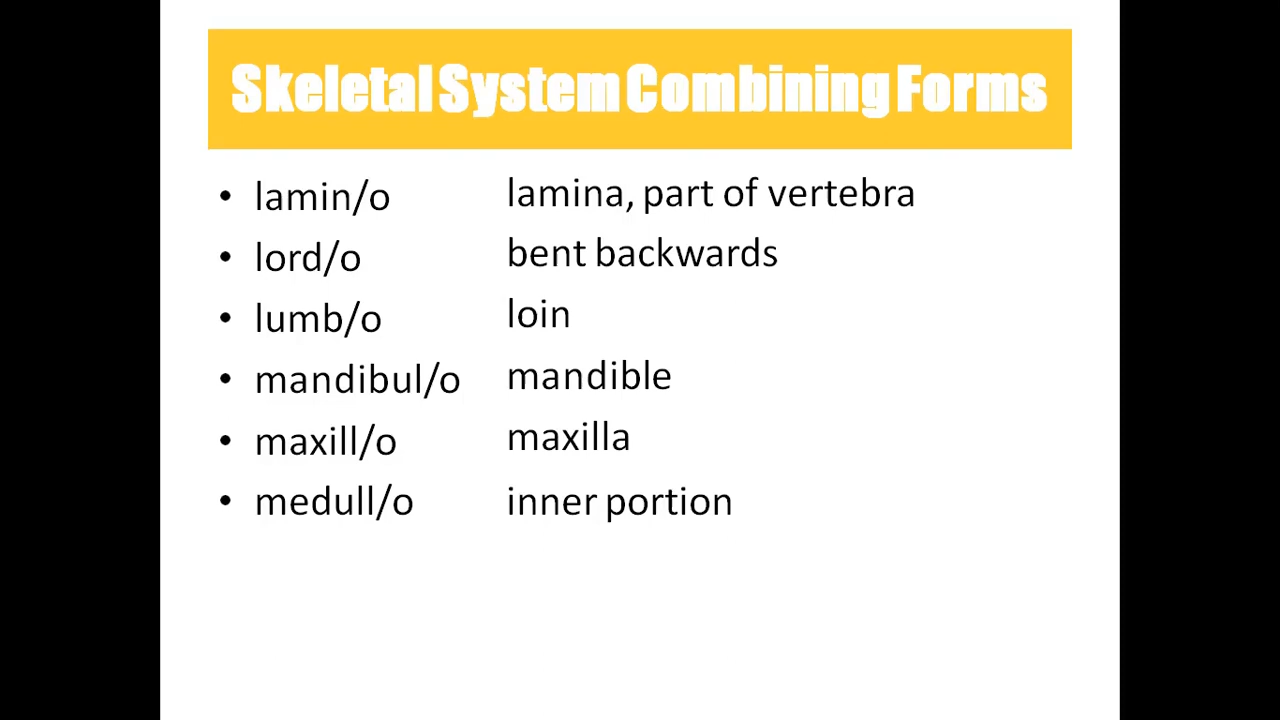 Skeletal System Combining Forms
• lamin/o lamina, part of vertebra
• lord/o bent backwards
• lumb/o loin
• mandibul/o mandible
• maxill/o maxilla
• medull/o inner portion